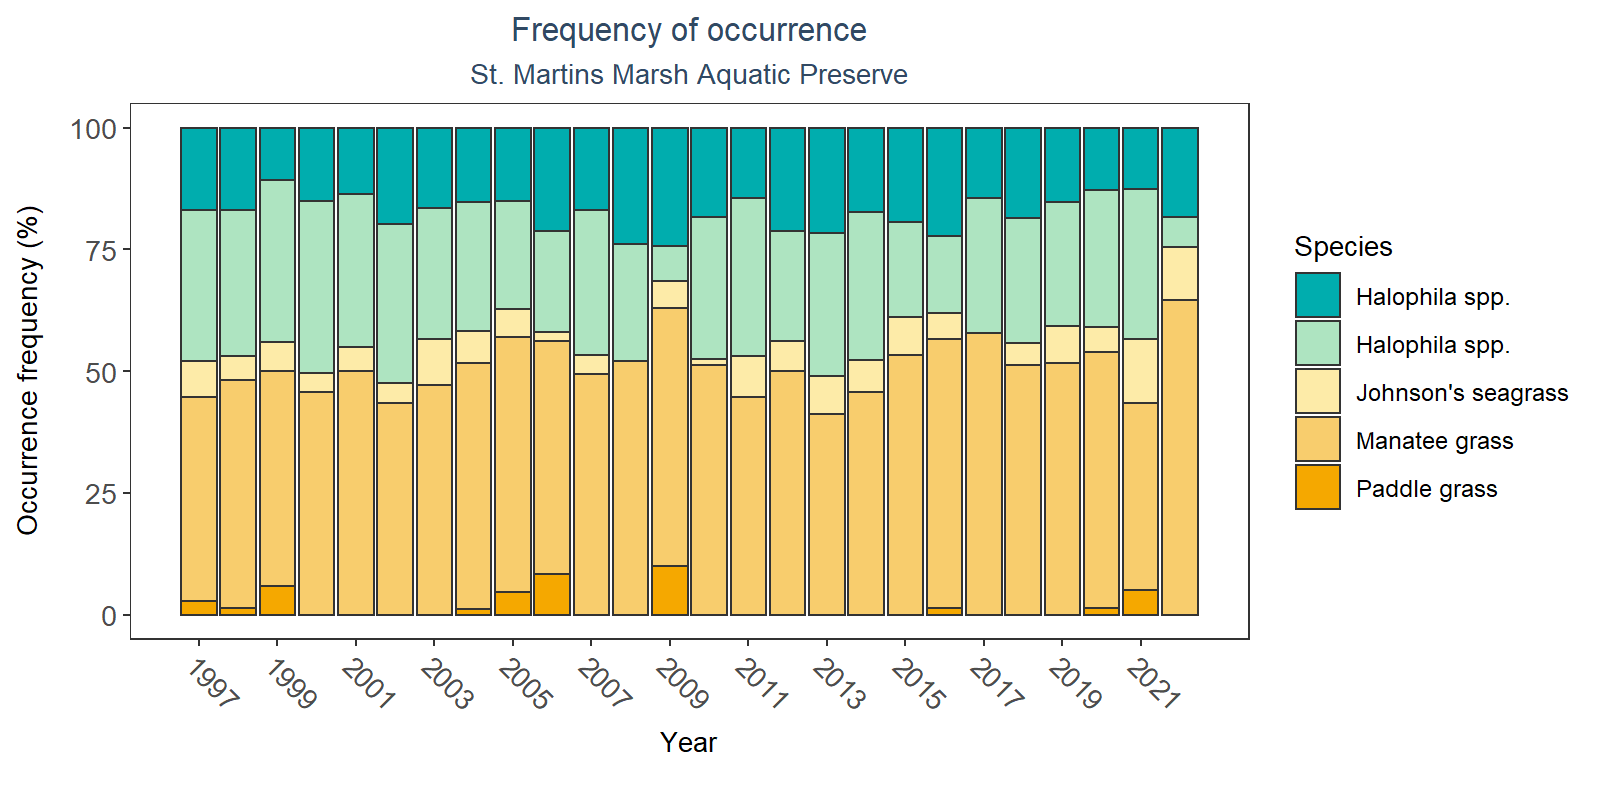 Frequency of occurrence
St. Martins Marsh Aquatic Preserve
Occurrence frequency (%)
100
75
50
25
0
1997
1999
2001
2003
2005
2007
2009
2011
2013
2015
2017
2019
2021
Year
Species
Halophila spp.
Halophila spp.
Johnson's seagrass
Manatee grass
Paddle grass